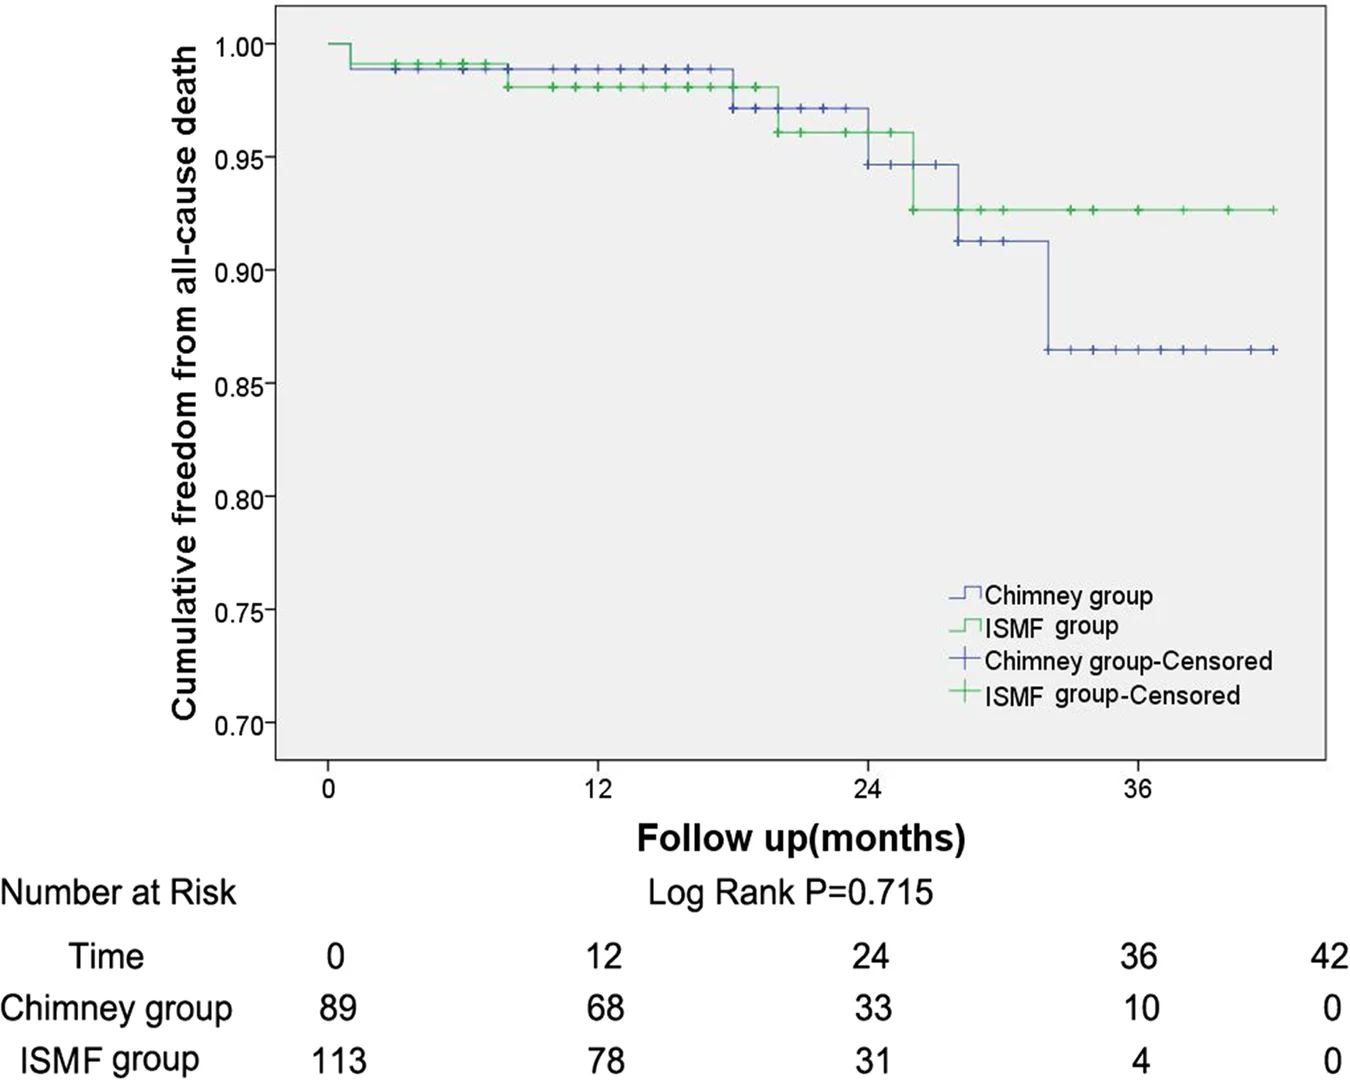 Cumulative freedom from all-cause death
1.00
0.95
0.90
0.85
0.80
0.75
0.70
Chimney group
ISMF group
Chimney group-Censored
ISMF group-Censored
0 12 24 36
Follow up(months)
Number at Risk Log Rank P=0.715
Time 0 12 24 36 42
Chimney group 89 68 33 10 0
ISMF group 113 78 31 4 0